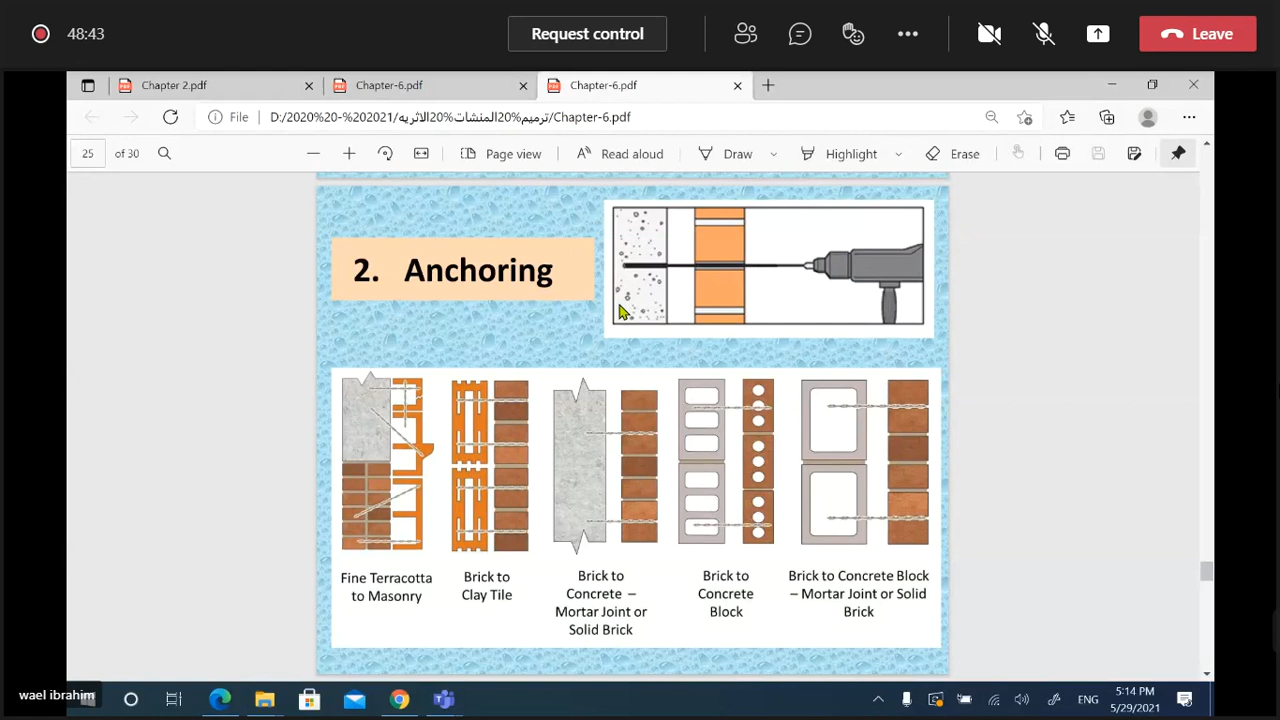 48:43
Request control
Leave
Chapter 2.pdf
Chapter-6.pdf
Chapter-6.pdf
File
D:/2020%20-%202021/ترميم%20المنشات%20الاثريه/Chapter-6.pdf
25 of 30
Page view
Read aloud
Draw
Highlight
Erase
2. Anchoring
Fine Terracotta
to Masonry
Brick to
Clay Tile
Brick to
Concrete –
Mortar Joint or
Solid Brick
Brick to
Concrete
Block
Brick to Concrete Block
– Mortar Joint or Solid
Brick
wael ibrahim
ENG
5:14 PM
5/29/2021